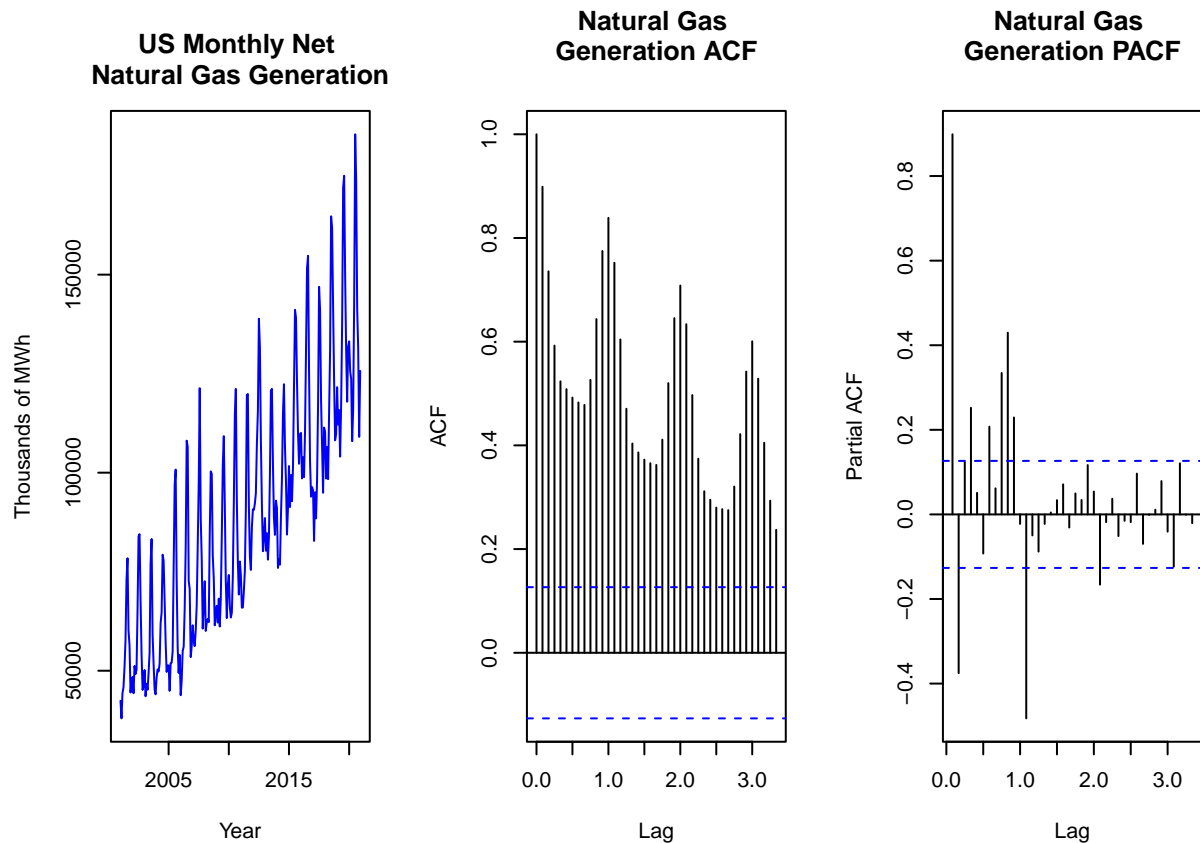 US Monthly Net
Natural Gas Generation
Thousands of MWh
150000
100000
50000
2005 2015
Year
Natural Gas
Generation ACF
ACF
1.0
0.8
0.6
0.4
0.2
0.0
0.0 1.0 2.0 3.0
Lag
Natural Gas
Generation PACF
Partial ACF
0.8
0.6
0.4
0.2
0.0
−0.2
−0.4
0.0 1.0 2.0 3.0
Lag